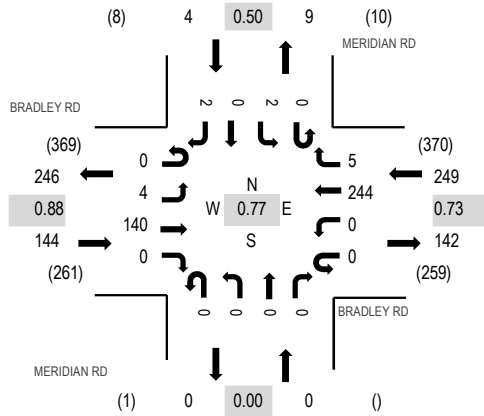 (8) 4 0.50 9 (10)
MERIDIAN RD
2 0 2 0
BRADLEY RD
(369) (370)
0 5
246 249
4 N 244
0.88 W 0.77 E 0.73
140 S 0
144 142
0 0
(261) (259)
0 0 0 0
BRADLEY RD
MERIDIAN RD
(1) 0 0.00 0 ()